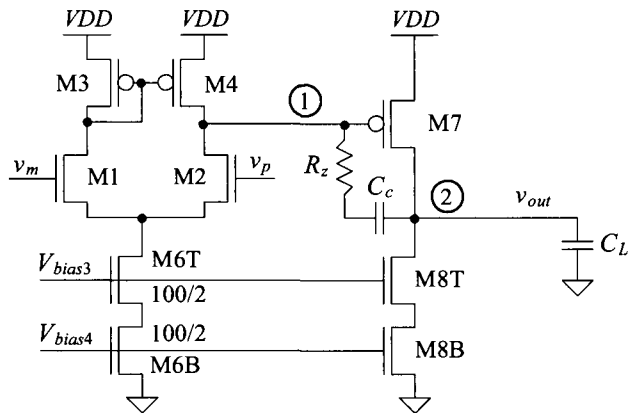 VDD VDD VDD
M3 M4 1 M7
v_m M1 M2 v_p R_z C_c 2 v_out
C_L
V_bias3 M6T M8T
100/2
V_bias4 100/2 M8B
M6B